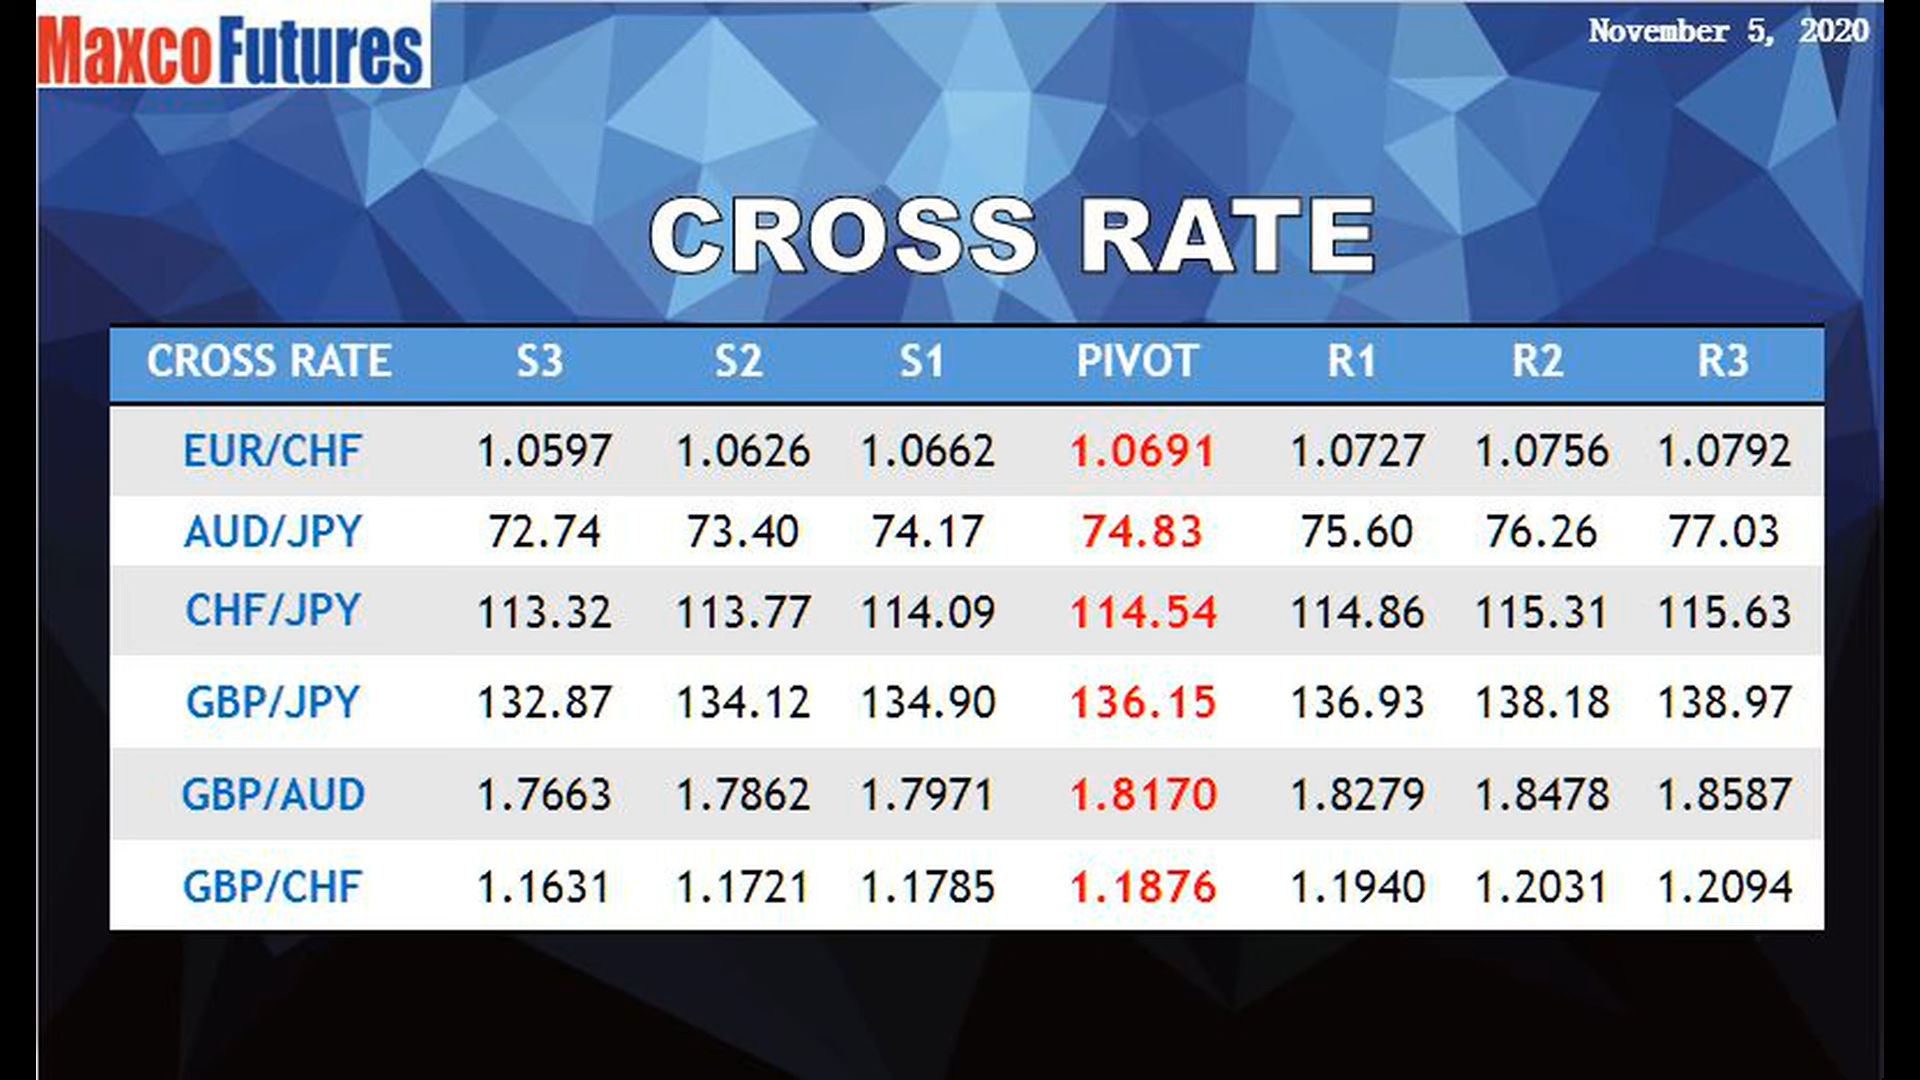 MaxcoFutures
November 5, 2020
CROSS RATE
CROSS RATE S3 S2 S1 PIVOT R1 R2 R3
EUR/CHF 1.0597 1.0626 1.0662 1.0691 1.0727 1.0756 1.0792
AUD/JPY 72.74 73.40 74.17 74.83 75.60 76.26 77.03
CHF/JPY 113.32 113.77 114.09 114.54 114.86 115.31 115.63
GBP/JPY 132.87 134.12 134.90 136.15 136.93 138.18 138.97
GBP/AUD 1.7663 1.7862 1.7971 1.8170 1.8279 1.8478 1.8587
GBP/CHF 1.1631 1.1721 1.1785 1.1876 1.1940 1.2031 1.2094